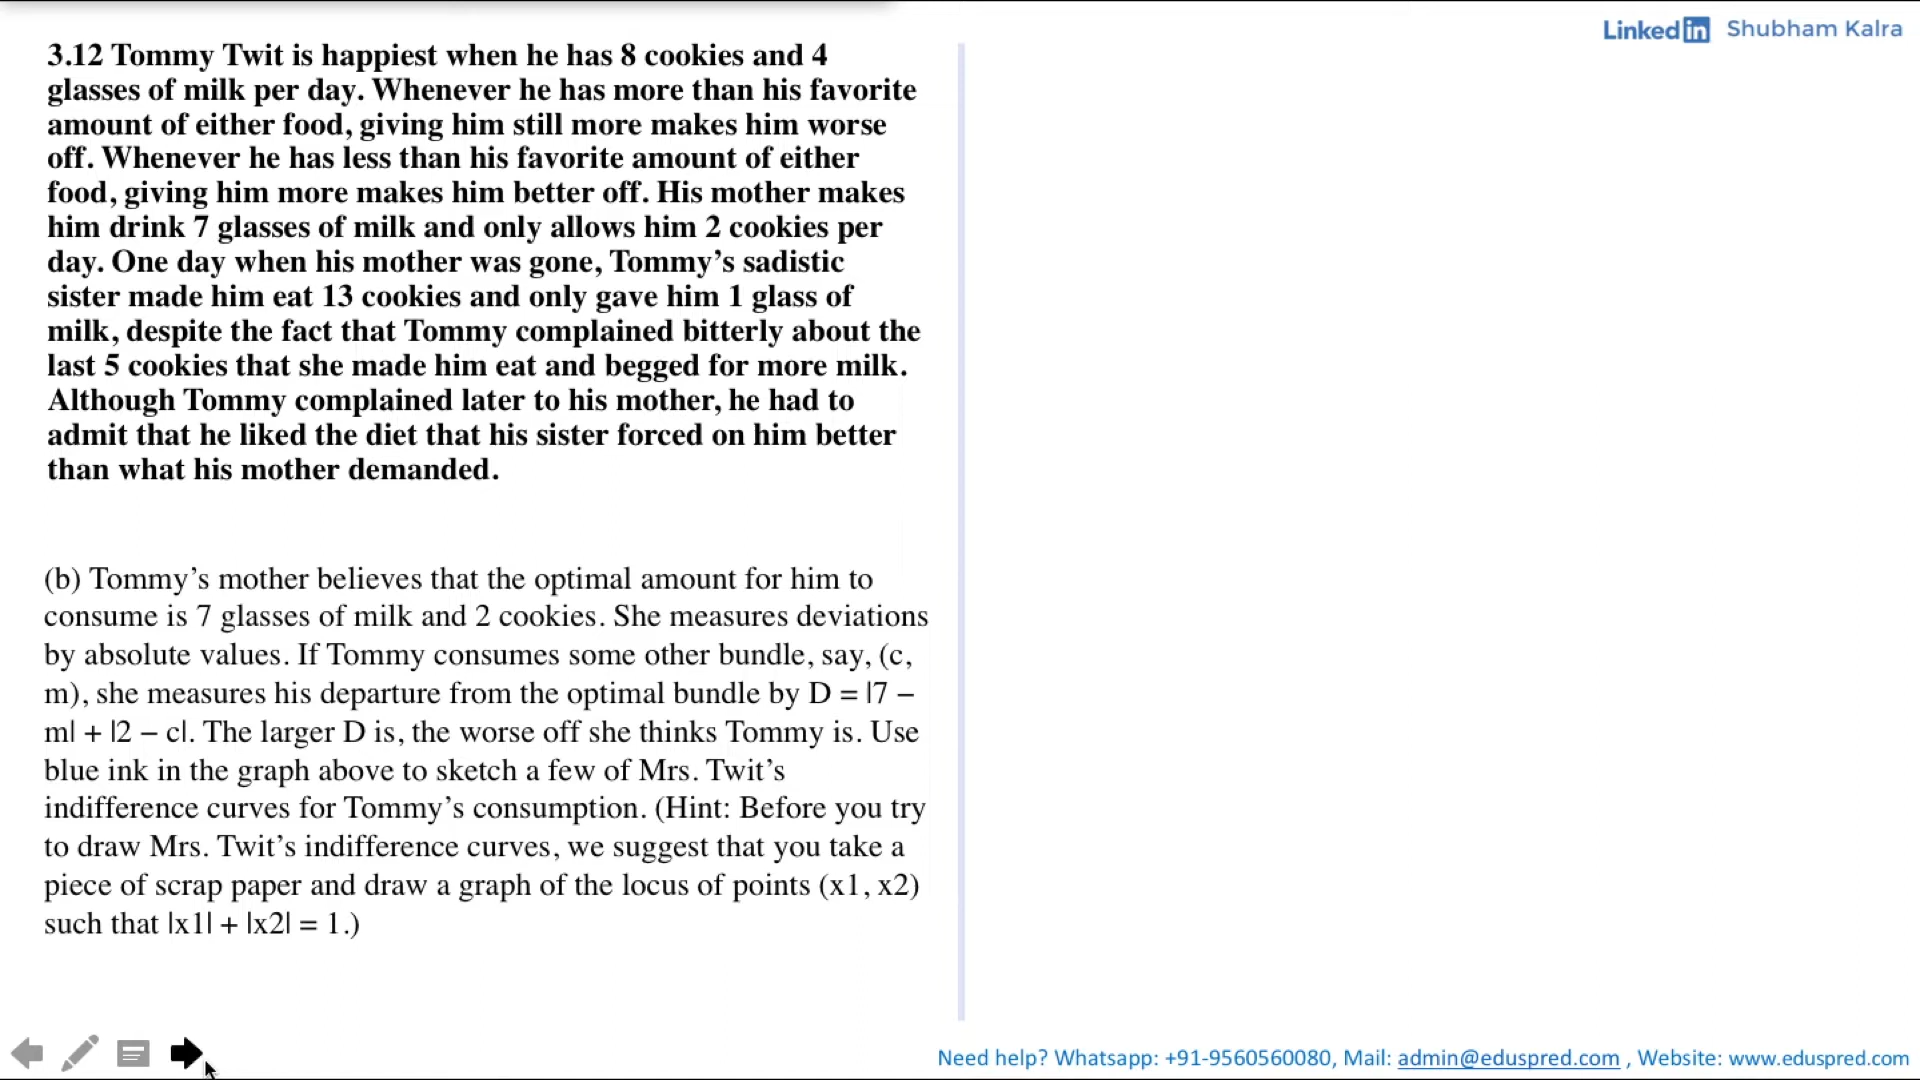 Linked in Shubham Kalra
3.12 Tommy Twit is happiest when he has 8 cookies and 4
glasses of milk per day. Whenever he has more than his favorite
amount of either food, giving him still more makes him worse
off. Whenever he has less than his favorite amount of either
food, giving him more makes him better off. His mother makes
him drink 7 glasses of milk and only allows him 2 cookies per
day. One day when his mother was gone, Tommy’s sadistic
sister made him eat 13 cookies and only gave him 1 glass of
milk, despite the fact that Tommy complained bitterly about the
last 5 cookies that she made him eat and begged for more milk.
Although Tommy complained later to his mother, he had to
admit that he liked the diet that his sister forced on him better
than what his mother demanded.
(b) Tommy’s mother believes that the optimal amount for him to
consume is 7 glasses of milk and 2 cookies. She measures deviations
by absolute values. If Tommy consumes some other bundle, say, (c,
m), she measures his departure from the optimal bundle by D = |7 −
m| + |2 − c|. The larger D is, the worse off she thinks Tommy is. Use
blue ink in the graph above to sketch a few of Mrs. Twit’s
indifference curves for Tommy’s consumption. (Hint: Before you try
to draw Mrs. Twit’s indifference curves, we suggest that you take a
piece of scrap paper and draw a graph of the locus of points (x1, x2)
such that |x1| + |x2| = 1.)
Need help? Whatsapp: +91-9560560080, Mail: admin@eduspred.com , Website: www.eduspred.com